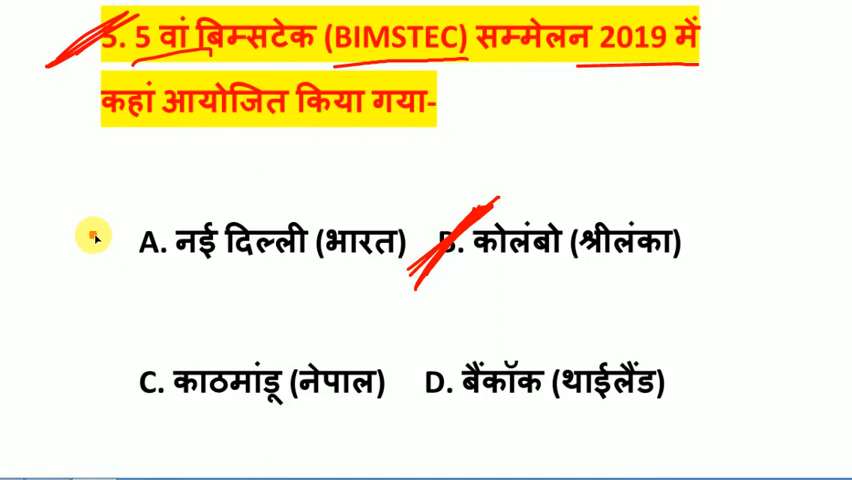 5. 5 वां बिम्सटेक (BIMSTEC) सम्मेलन 2019 में
कहां आयोजित किया गया-
A. नई दिल्ली (भारत) B. कोलंबो (श्रीलंका)
C. काठमांडू (नेपाल) D. बैंकॉक (थाईलैंड)